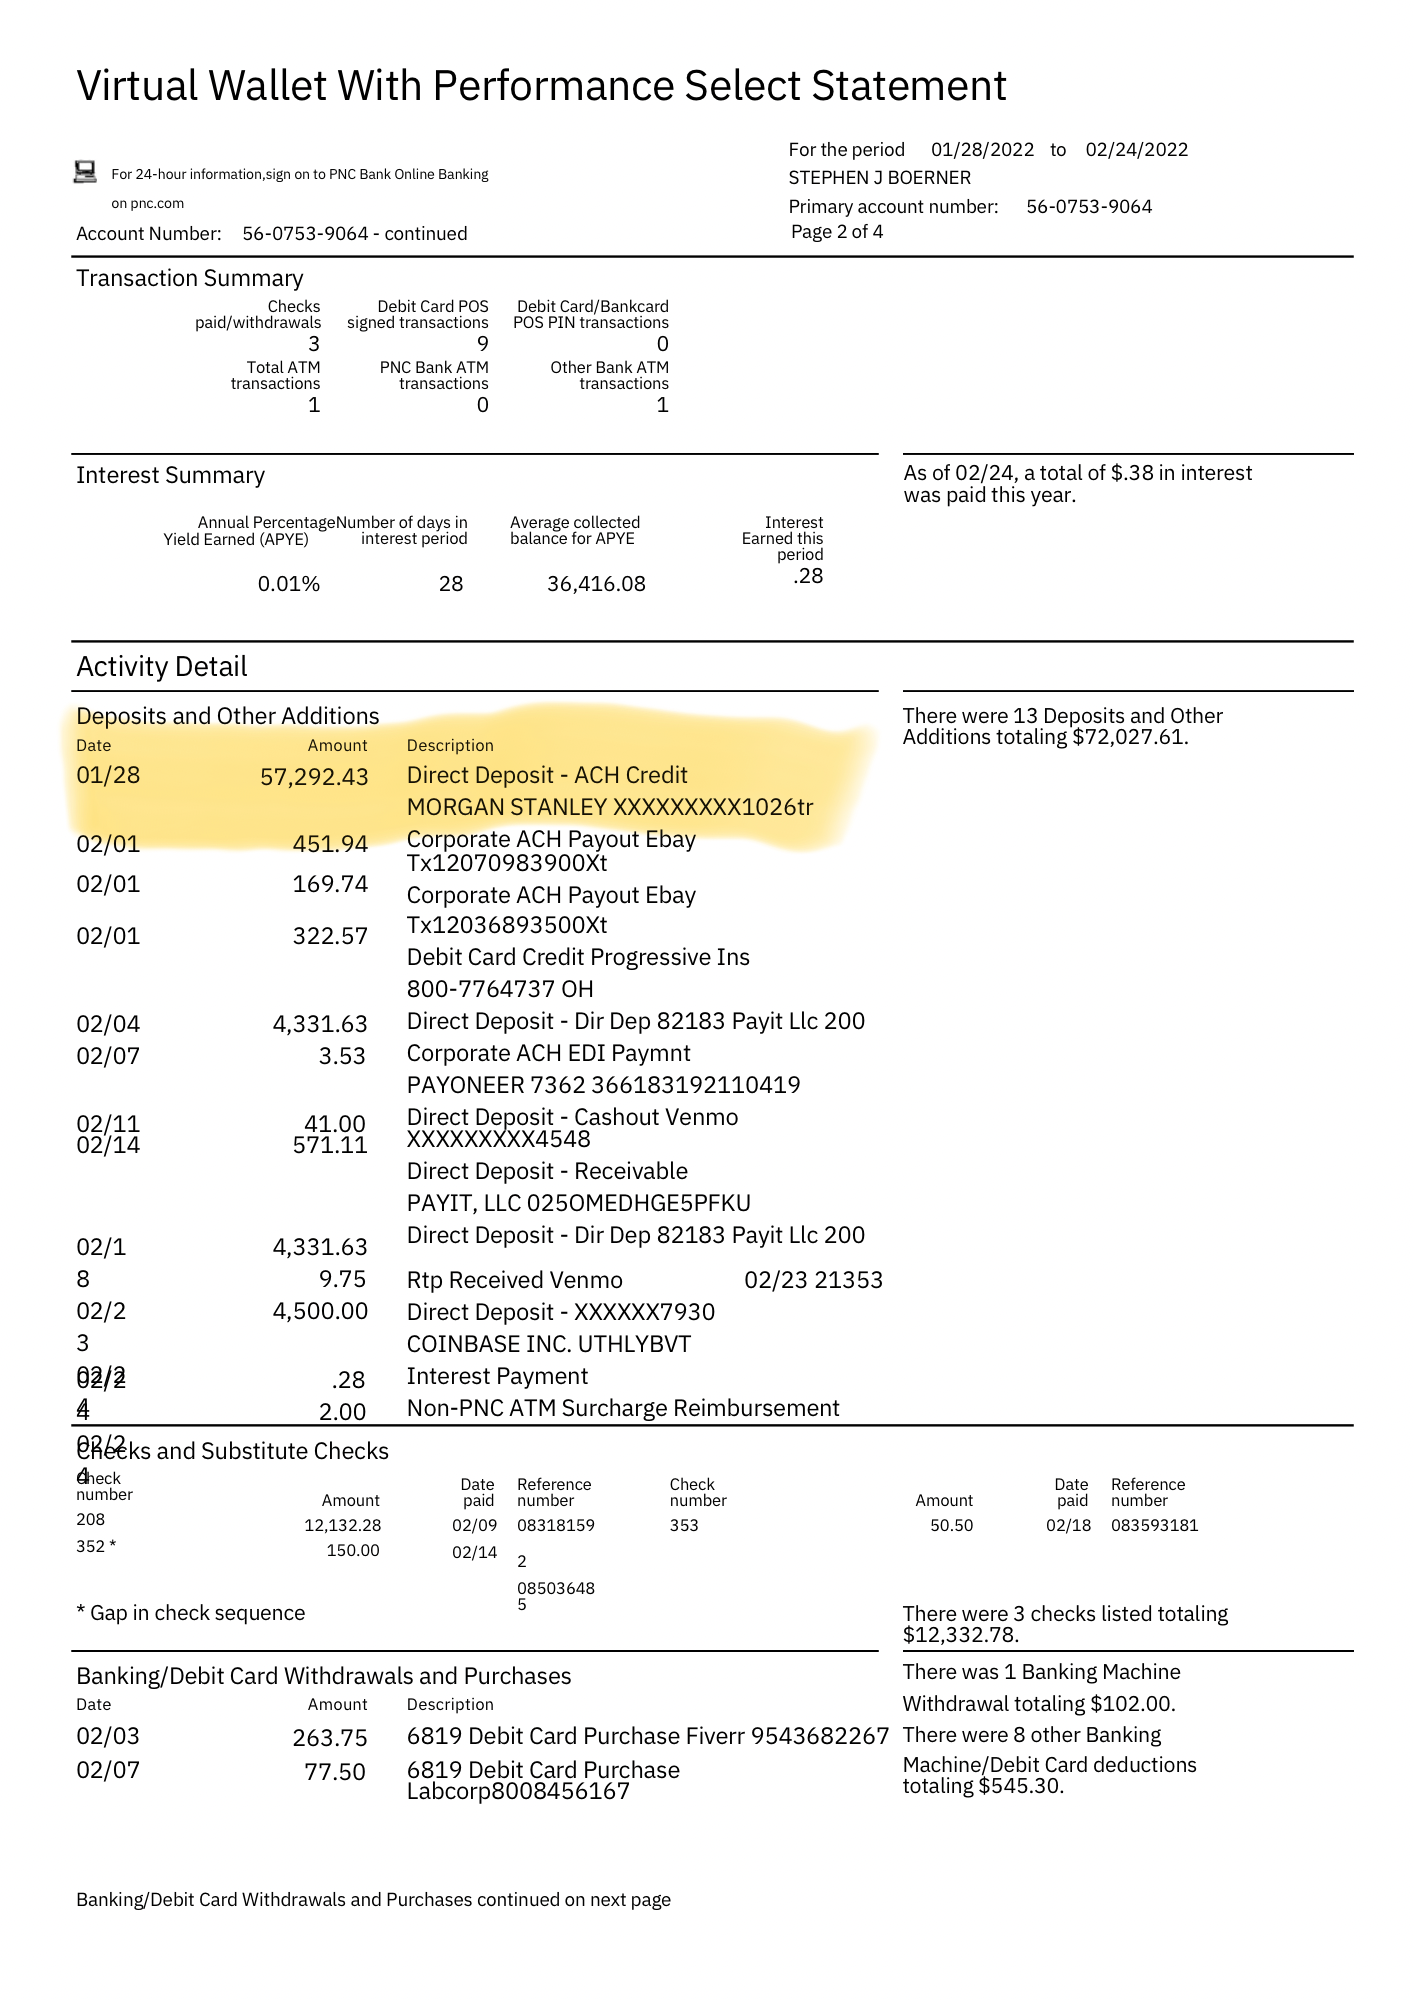 Virtual Wallet With Performance Select Statement
For the period 01/28/2022 to 02/24/2022
For 24-hour information,sign on to PNC Bank Online Banking
on pnc.com
STEPHEN J BOERNER
Primary account number: 56-0753-9064
Account Number: 56-0753-9064 - continued
Page 2 of 4
Transaction Summary
Checks paid/withdrawals Debit Card POS signed transactions Debit Card/Bankcard POS PIN transactions
3 9 0
Total ATM transactions PNC Bank ATM transactions Other Bank ATM transactions
1 0 1
Interest Summary
As of 02/24, a total of $.38 in interest
was paid this year.
Annual Percentage Yield Earned (APYE) Number of days in interest period Average collected balance for APYE Interest Earned this period
0.01% 28 36,416.08 .28
Activity Detail
Deposits and Other Additions
There were 13 Deposits and Other
Additions totaling $72,027.61.
Date Amount Description
01/28 57,292.43 Direct Deposit - ACH Credit
MORGAN STANLEY XXXXXXXXX1026tr
02/01 451.94 Corporate ACH Payout Ebay
Tx12070983900Xt
02/01 169.74 Corporate ACH Payout Ebay
Tx12036893500Xt
02/01 322.57 Debit Card Credit Progressive Ins
800-7764737 OH
02/04 4,331.63 Direct Deposit - Dir Dep 82183 Payit Llc 200
02/07 3.53 Corporate ACH EDI Paymnt
PAYONEER 7362 366183192110419
02/11 41.00 Direct Deposit - Cashout Venmo
XXXXXXXXX4548
02/14 571.11 Direct Deposit - Receivable
PAYIT, LLC 025OMEDHGE5PFKU
02/1 4,331.63 Direct Deposit - Dir Dep 82183 Payit Llc 200
8 9.75 Rtp Received Venmo 02/23 21353
02/2 4,500.00 Direct Deposit - XXXXXX7930
3 COINBASE INC. UTHLYBVT
02/2
02/2 .28 Interest Payment
4
4 2.00 Non-PNC ATM Surcharge Reimbursement
02/2
4
Checks and Substitute Checks
Check number Amount Date paid Reference number Check number Amount Date paid Reference number
208 12,132.28 02/09 08318159 353 50.50 02/18 083593181
352 * 150.00 02/14 2
08503648
5
* Gap in check sequence
There were 3 checks listed totaling
$12,332.78.
Banking/Debit Card Withdrawals and Purchases
There was 1 Banking Machine
Withdrawal totaling $102.00.
There were 8 other Banking
Machine/Debit Card deductions
totaling $545.30.
Date Amount Description
02/03 263.75 6819 Debit Card Purchase Fiverr 9543682267
02/07 77.50 6819 Debit Card Purchase
Labcorp8008456167
Banking/Debit Card Withdrawals and Purchases continued on next page